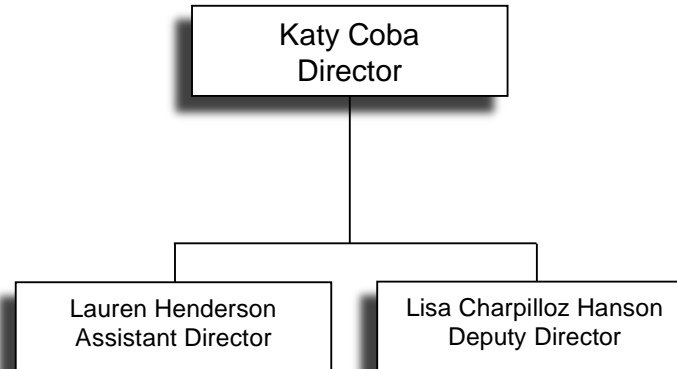 Katy Coba
Director
Lauren Henderson
Assistant Director
Lisa Charpilloz Hanson
Deputy Director